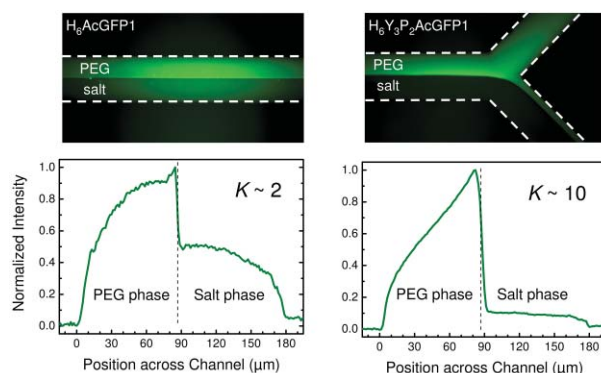 H₆AcGFP1
PEG
salt
H₆Y₃P₂AcGFP1
PEG
salt
Normalized Intensity
1.0
0.8
0.6
0.4
0.2
0.0
K ~ 2
PEG phase
Salt phase
0 30 60 90 120 150 180
Position across Channel (µm)
1.0
0.8
0.6
0.4
0.2
0.0
K ~ 10
PEG phase
Salt phase
0 30 60 90 120 150 180
Position across Channel (µm)